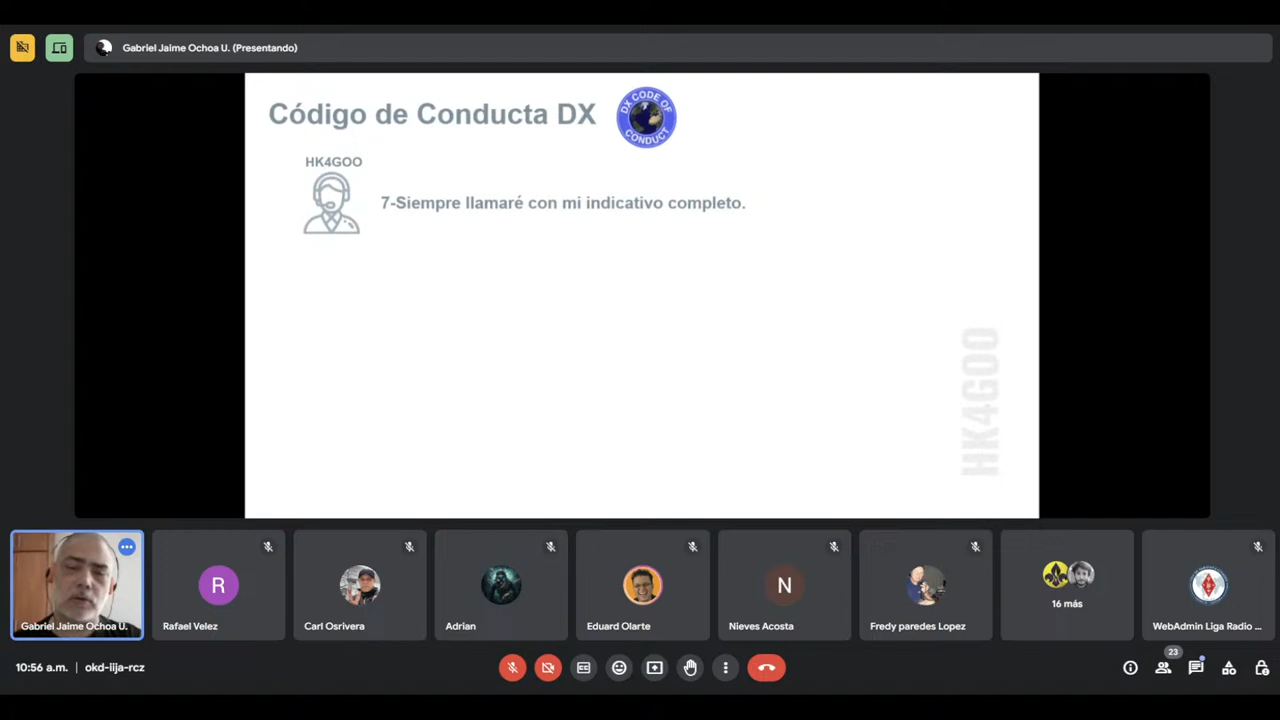 Gabriel Jaime Ochoa U. (Presentando)
Código de Conducta DX
DX CODE OF
CONDUCT
HK4GOO
7-Siempre llamaré con mi indicativo completo.
HK4GOO
R
N
16 más
Gabriel Jaime Ochoa U.
Rafael Velez
Carl Osrivera
Adrian
Eduard Olarte
Nieves Acosta
Fredy paredes Lopez
WebAdmin Liga Radio ...
23
10:56 a.m. | okd-iija-rcz